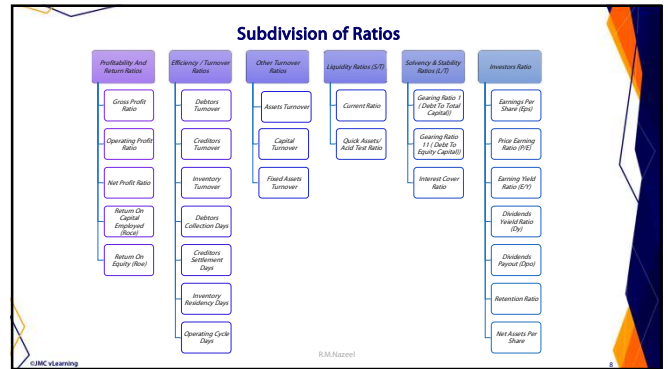 Subdivision of Ratios
Profitability And
Return Ratios
Gross Profit
Ratio
Operating Profit
Ratio
Net Profit Ratio
Return On
Capital
Employed
(Roce)
Return On
Equity (Roe)
Efficiency / Turnover
Ratios
Debtors
Turnover
Creditors
Turnover
Inventory
Turnover
Debtors
Collection Days
Creditors
Settlement
Days
Inventory
Residency Days
Operating Cycle
Days
Other Turnover
Ratios
Assets Turnover
Capital
Turnover
Fixed Assets
Turnover
Liquidity Ratios (S/T)
Current Ratio
Quick Assets/
Acid Test Ratio
Solvency & Stability
Ratios (L/T)
Gearing Ratio 1
( Debt To Total
Capital))
Gearing Ratio
11 ( Debt To
Equity Capital))
Interest Cover
Ratio
Investors Ratio
Earnings Per
Share (Eps)
Price Earning
Ratio (P/E)
Earning Yield
Ratio (E/Y)
Dividends
Yeield Ratio
(Dy)
Dividends
Payout (Dpo)
Retention Ratio
Net Assets Per
Share
©JMC vLearning
R.M.Nazeel
8